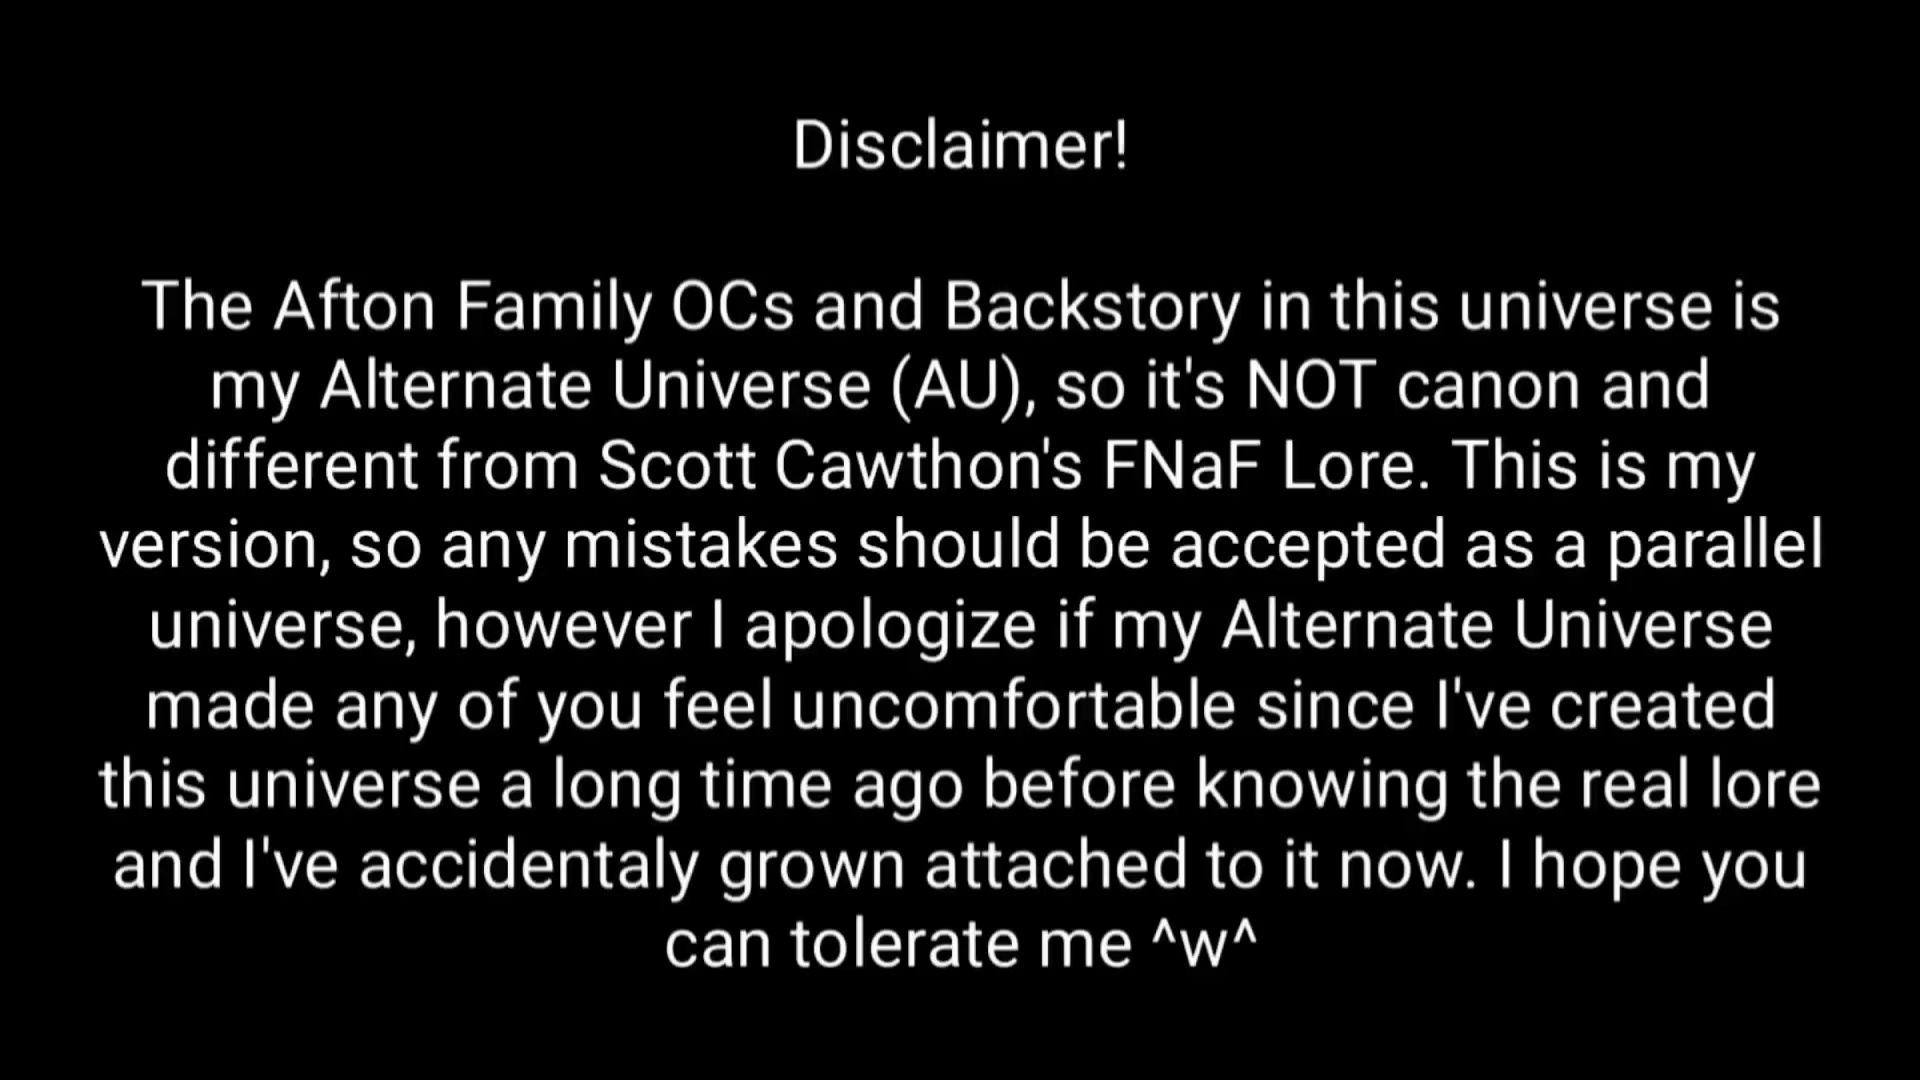 Disclaimer!
The Afton Family OCs and Backstory in this universe is
my Alternate Universe (AU), so it's NOT canon and
different from Scott Cawthon's FNaF Lore. This is my
version, so any mistakes should be accepted as a parallel
universe, however I apologize if my Alternate Universe
made any of you feel uncomfortable since I've created
this universe a long time ago before knowing the real lore
and I've accidentaly grown attached to it now. I hope you
can tolerate me ^w^